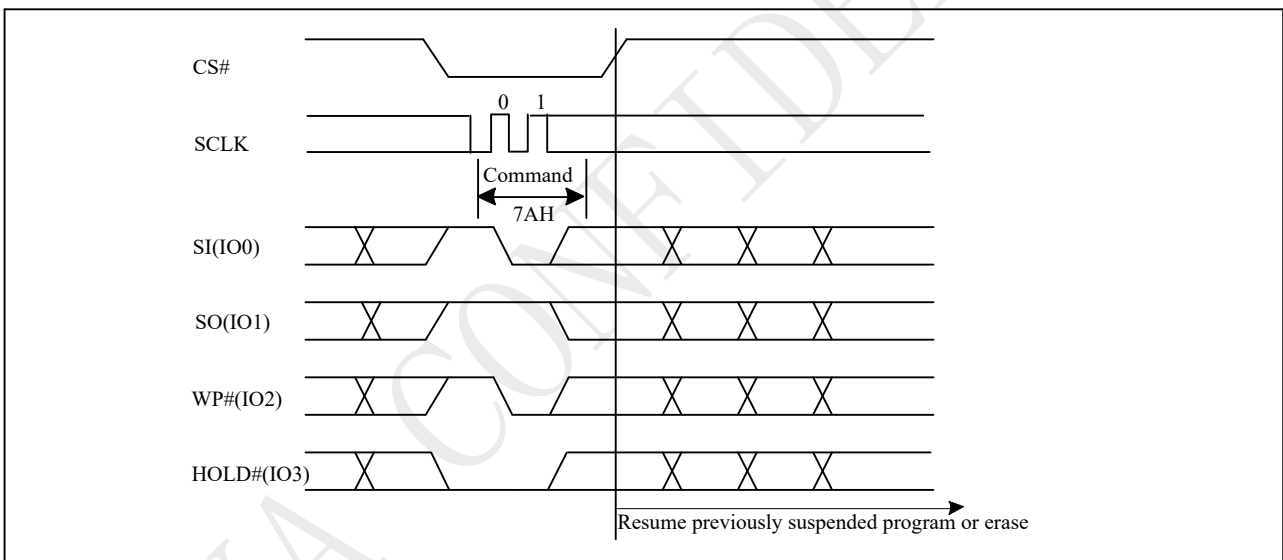 CS#
0 1
SCLK
Command
7AH
SI(IO0)
SO(IO1)
WP#(IO2)
HOLD#(IO3)
Resume previously suspended program or erase